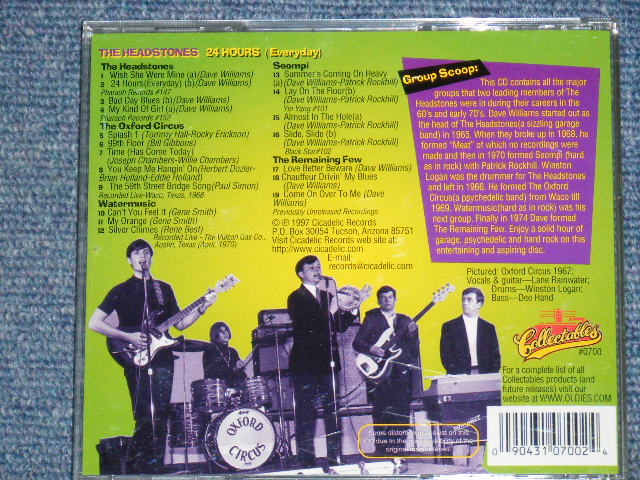 THE HEADSTONES 24 HOURS (Everyday)
The Headstones
1 Wish She Were Mine (a)(Dave Williams)
2 24 Hours(Everyday) (b)(Dave Williams)
Pharaoh Records #147
3 Bad Day Blues (b)(Dave Williams)
4 My Kind Of Girl (a)(Dave Williams)
Pharaoh Records #152
The Oxford Circus
5 Splash 1 (Tommy Hall-Rocky Erickson)
6 99th Floor (Bill Gibbons)
7 Time (Has Come Today)
(Joseph Chambers-Willie Chambers)
8 You Keep Me Hangin' On(Herbert Dozier-
Brian Holland-Eddie Holland)
9 The 59th Street Bridge Song(Paul Simon)
Recorded Live-Waco, Texas, 1968
Watermusic
10 Can't You Feel It (Gene Smith)
11 My Orange (Gene Smith)
12 Silver Chimes (Rene Best)
Recorded Live - The Vulcan Gas Co.,
Austin, Texas (April, 1970)
Seompi
13 Summer's Coming On Heavy
(a)(Dave Williams-Patrick Rockhill)
14 Lay On The Floor(b)
(Dave Williams-Patrick Rockhill)
Yin Yang #101
15 Almost In The Hole(a)
(Dave Williams-Patrick Rockhill)
16 Slide, Slide (b)
(Dave Williams-Patrick Rockhill)
Black Star#102
The Remaining Few
17 Love Better Beware (Dave Williams)
18 Chauffeur Drivin' My Blues
(Dave Williams)
19 Come On Over To Me (Dave
Williams)
Previously Unreleased Recordings
© ℗ 1997 Cicadelic Records
P.O. Box 30054 Tucson, Arizona 85751
Visit Cicadelic Records web site at:
http://www.cicadelic.com
E-mail:
records@cicadelic.com
Group Scoop:
This CD contains all the major
groups that two leading members of The
Headstones were in during their careers in the
60's and early 70's. Dave Williams started out
as the head of The Headstones(a sizzling garage
band) in 1965. When they broke up in 1968, he
formed "Meat" of which no recordings were
made and then in 1970 formed Seompi (hard
as in rock) with Patrick Rockhill. Winston
Logan was the drummer for The Headstones
and left in 1966. He formed The Oxford
Circus(a psychedelic band) from Waco till
1969. Watermusic(hard as in rock) was his
next group. Finally in 1974 Dave formed
The Remaining Few. Enjoy a solid hour of
garage, psychedelic and hard rock on this
entertaining and aspiring disc.
Pictured: Oxford Circus 1967:
Vocals & guitar—Lane Rainwater;
Drums—Winston Logan;
Bass—Dee Hand
Collectables
#0700
For a complete list of all
Collectables products (and
future releases) visit our
website at WWW.OLDIES.COM
OXFORD
CIRCUS
Some distortion may exist on this
CD due to the
original master tapes.
0 90431 07002 4